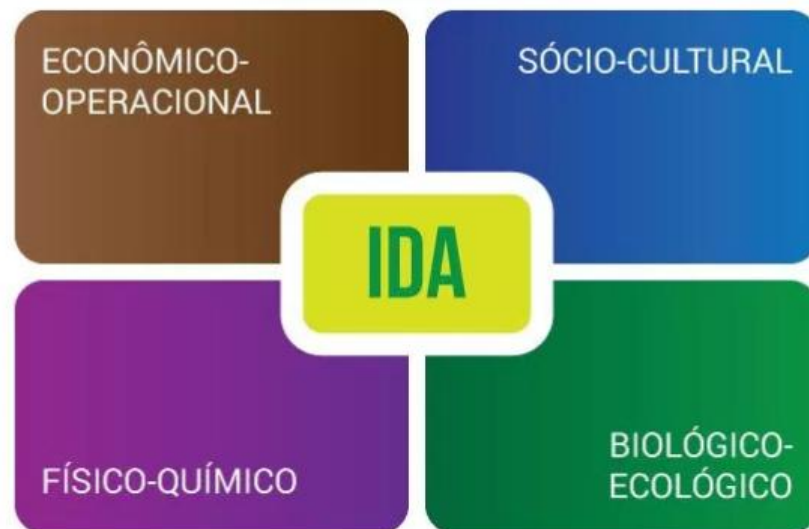 ECONÔMICO-
OPERACIONAL
SÓCIO-CULTURAL
IDA
FÍSICO-QUÍMICO
BIOLÓGICO-
ECOLÓGICO